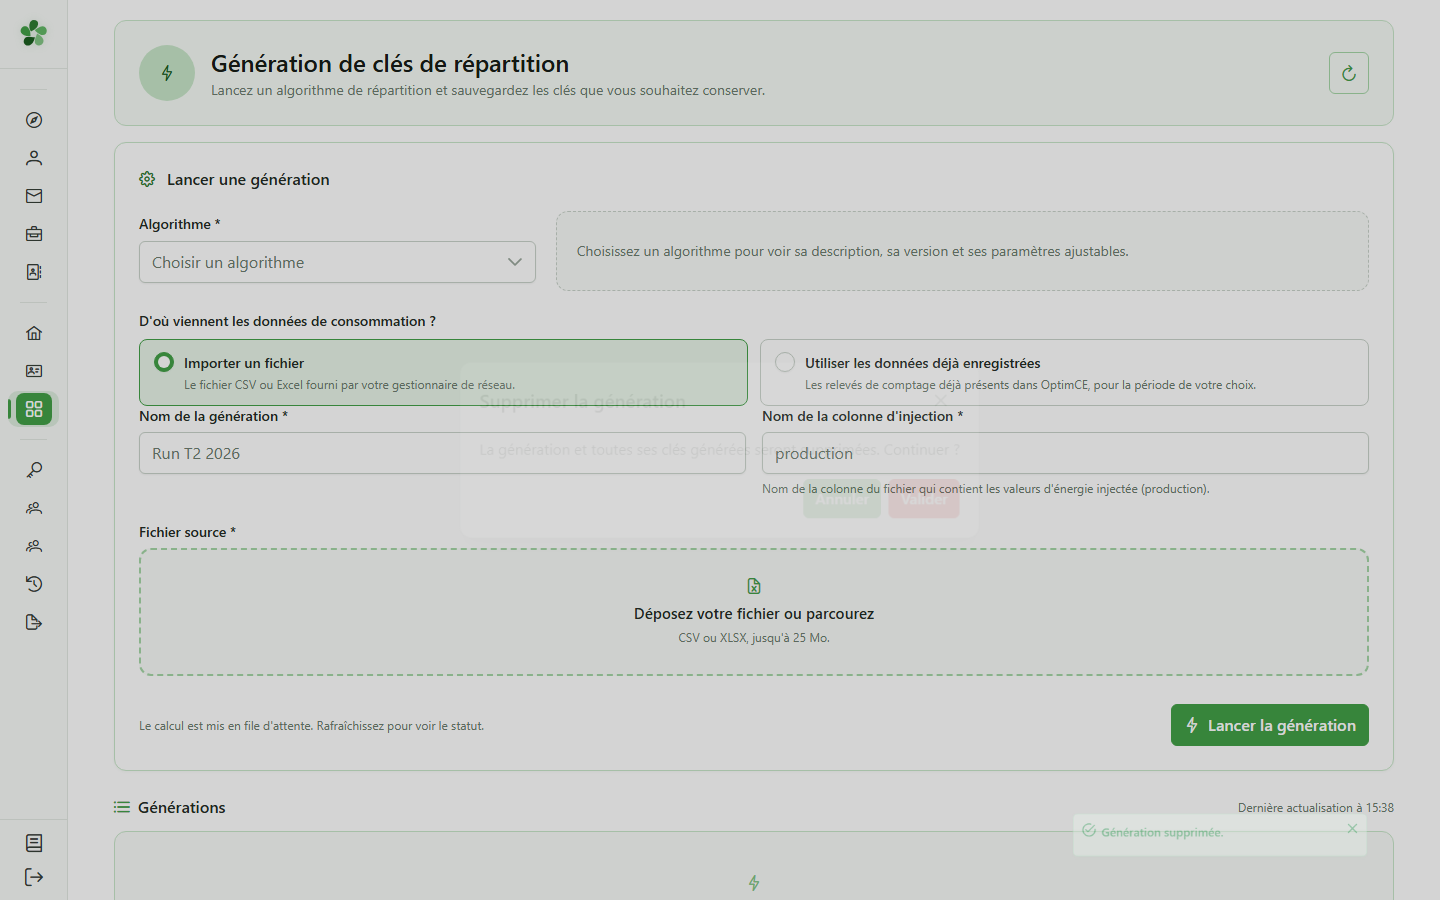 Génération de clés de répartition
Lancez un algorithme de répartition et sauvegardez les clés que vous souhaitez conserver.
Lancer une génération
Algorithme *
Choisir un algorithme
Choisissez un algorithme pour voir sa description, sa version et ses paramètres ajustables.
D'où viennent les données de consommation ?
Importer un fichier
Le fichier CSV ou Excel fourni par votre gestionnaire de réseau.
Utiliser les données déjà enregistrées
Les relevés de comptage déjà présents dans OptimCE, pour la période de votre choix.
Supprimer la génération
La génération et toutes ses clés générées seront supprimées. Continuer ?
Annuler
Valider
Nom de la génération *
Run T2 2026
Nom de la colonne d'injection *
production
Nom de la colonne du fichier qui contient les valeurs d'énergie injectée (production).
Fichier source *
Déposez votre fichier ou parcourez
CSV ou XLSX, jusqu'à 25 Mo.
Le calcul est mis en file d'attente. Rafraîchissez pour voir le statut.
Lancer la génération
Générations
Dernière actualisation à 15:38
Génération supprimée.